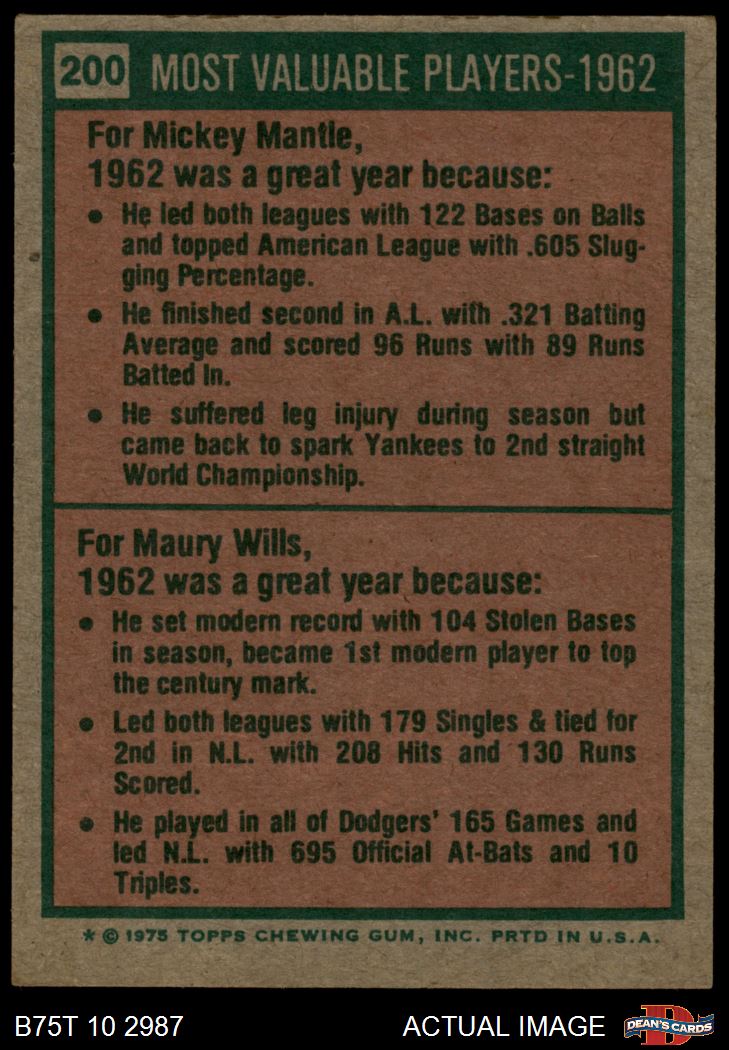 200 MOST VALUABLE PLAYERS-1962
For Mickey Mantle,
1962 was a great year because:
• He led both leagues with 122 Bases on Balls
and topped American League with .605 Slug-
ging Percentage.
• He finished second in A.L. with .321 Batting
Average and scored 96 Runs with 89 Runs
Batted In.
• He suffered leg injury during season but
came back to spark Yankees to 2nd straight
World Championship.
For Maury Wills,
1962 was a great year because:
• He set modern record with 104 Stolen Bases
in season, became 1st modern player to top
the century mark.
• Led both leagues with 179 Singles & tied for
2nd in N.L. with 208 Hits and 130 Runs
Scored.
• He played in all of Dodgers' 165 Games and
led N.L. with 695 Official At-Bats and 10
Triples.
* © 1975 TOPPS CHEWING GUM, INC. PRTD IN U.S.A.
B75T 10 2987 ACTUAL IMAGE D DEAN'S CARDS